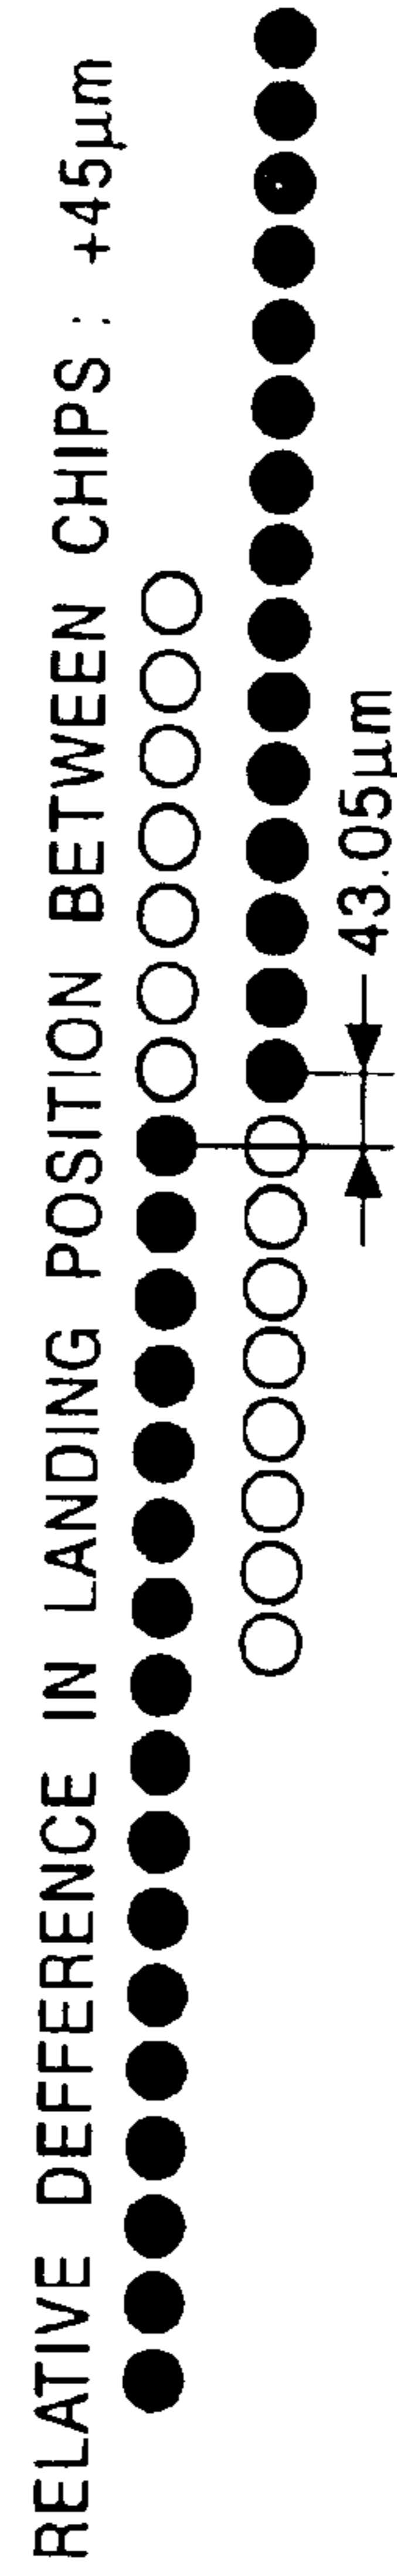 RELATIVE DEFFERENCE IN LANDING POSITION BETWEEN CHIPS : +45μm
43.05μm